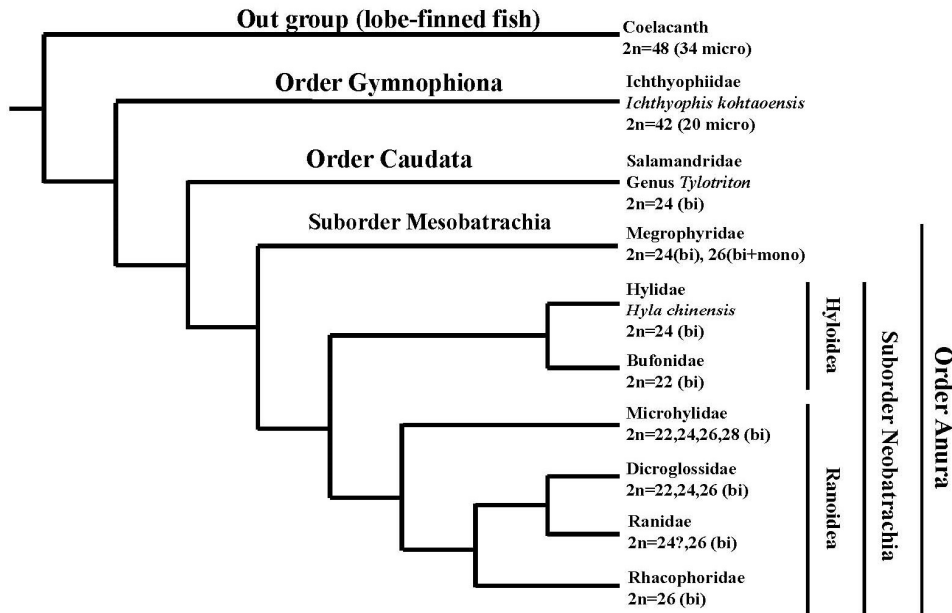 Out group (lobe-finned fish)
Coelacanth
2n=48 (34 micro)
Order Gymnophiona
Ichthyophiidae
Ichthyophis kohtaoensis
2n=42 (20 micro)
Order Caudata
Salamandridae
Genus Tylotriton
2n=24 (bi)
Suborder Mesobatrachia
Megrophyridae
2n=24(bi), 26(bi+mono)
Hylidae
Hyla chinensis
2n=24 (bi)
Bufonidae
2n=22 (bi)
Microhylidae
2n=22,24,26,28 (bi)
Dicroglossidae
2n=22,24,26 (bi)
Ranidae
2n=24?,26 (bi)
Rhacophoridae
2n=26 (bi)
Hyloidea
Ranoidea
Suborder Neobatrachia
Order Anura